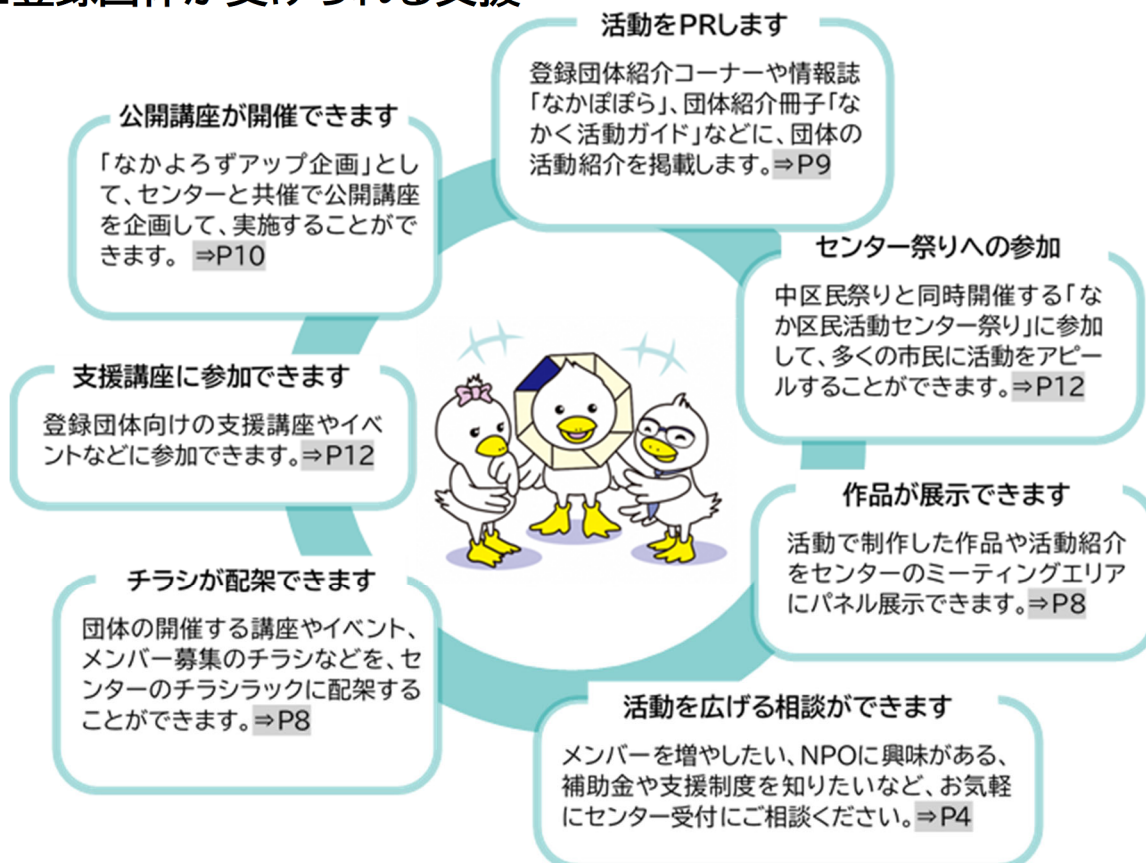 登録団体が受けられる支援
活動をPRします
登録団体紹介コーナーや情報誌
「なかぽぽら」、団体紹介冊子「な
かく活動ガイド」などに、団体の
活動紹介を掲載します。⇒P9
センター祭りへの参加
中区民祭りと同時開催する「な
か区民活動センター祭り」に参加
して、多くの市民に活動をアピー
ルすることができます。⇒P12
作品が展示できます
活動で制作した作品や活動紹介
をセンターのミーティングエリア
にパネル展示できます。⇒P8
活動を広げる相談ができます
メンバーを増やしたい、NPOに興味がある、
補助金や支援制度を知りたいなど、お気軽
にセンター受付にご相談ください。⇒P4
チラシが配架できます
団体の開催する講座やイベント、
メンバー募集のチラシなどを、セ
ンターのチラシラックに配架する
ことができます。⇒P8
支援講座に参加できます
登録団体向けの支援講座やイベ
ントなどに参加できます。⇒P12
公開講座が開催できます
「なかよろずアップ企画」とし
て、センターと共催で公開講座
を企画して、実施することがで
きます。 ⇒P10